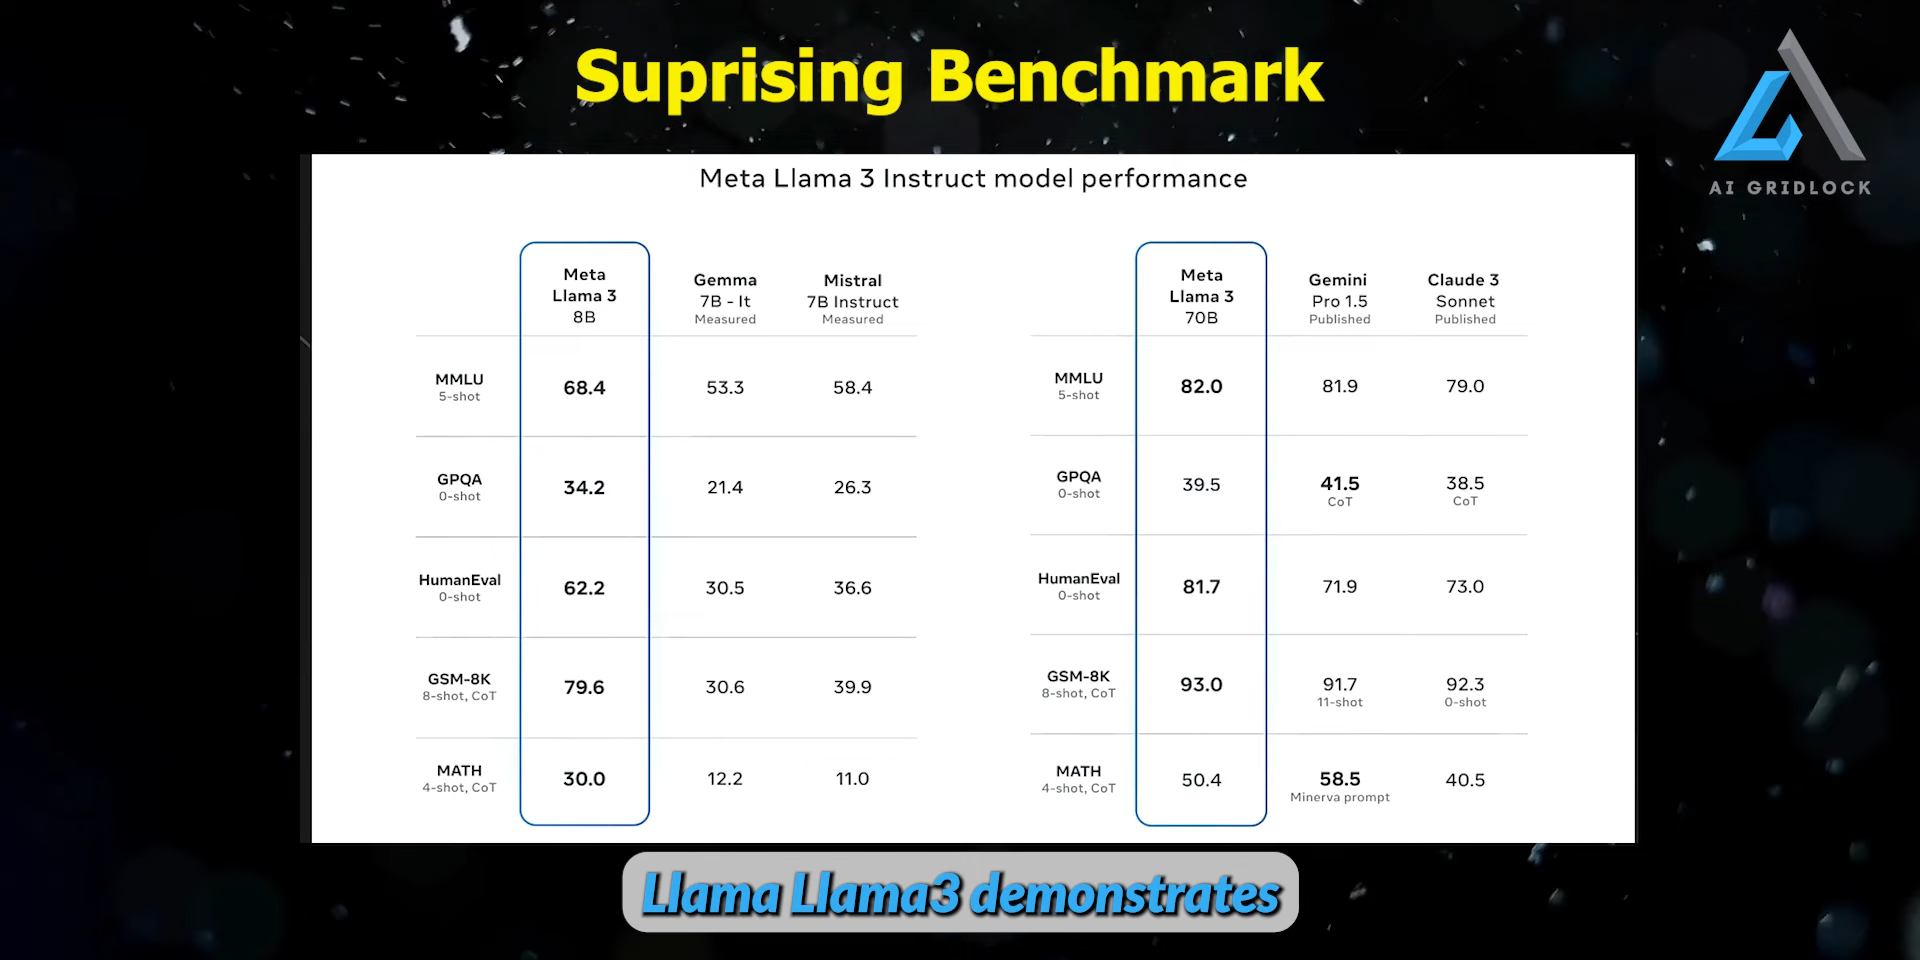 Suprising Benchmark
AI GRIDLOCK
Meta Llama 3 Instruct model performance
Meta
Llama 3
8B
Gemma
7B - It
Measured
Mistral
7B Instruct
Measured
MMLU
5-shot
68.4
53.3
58.4
GPQA
0-shot
34.2
21.4
26.3
HumanEval
0-shot
62.2
30.5
36.6
GSM-8K
8-shot, CoT
79.6
30.6
39.9
MATH
4-shot, CoT
30.0
12.2
11.0
Meta
Llama 3
70B
Gemini
Pro 1.5
Published
Claude 3
Sonnet
Published
MMLU
5-shot
82.0
81.9
79.0
GPQA
0-shot
39.5
41.5
CoT
38.5
CoT
HumanEval
0-shot
81.7
71.9
73.0
GSM-8K
8-shot, CoT
93.0
91.7
11-shot
92.3
0-shot
MATH
4-shot, CoT
50.4
58.5
Minerva prompt
40.5
Llama Llama3 demonstrates